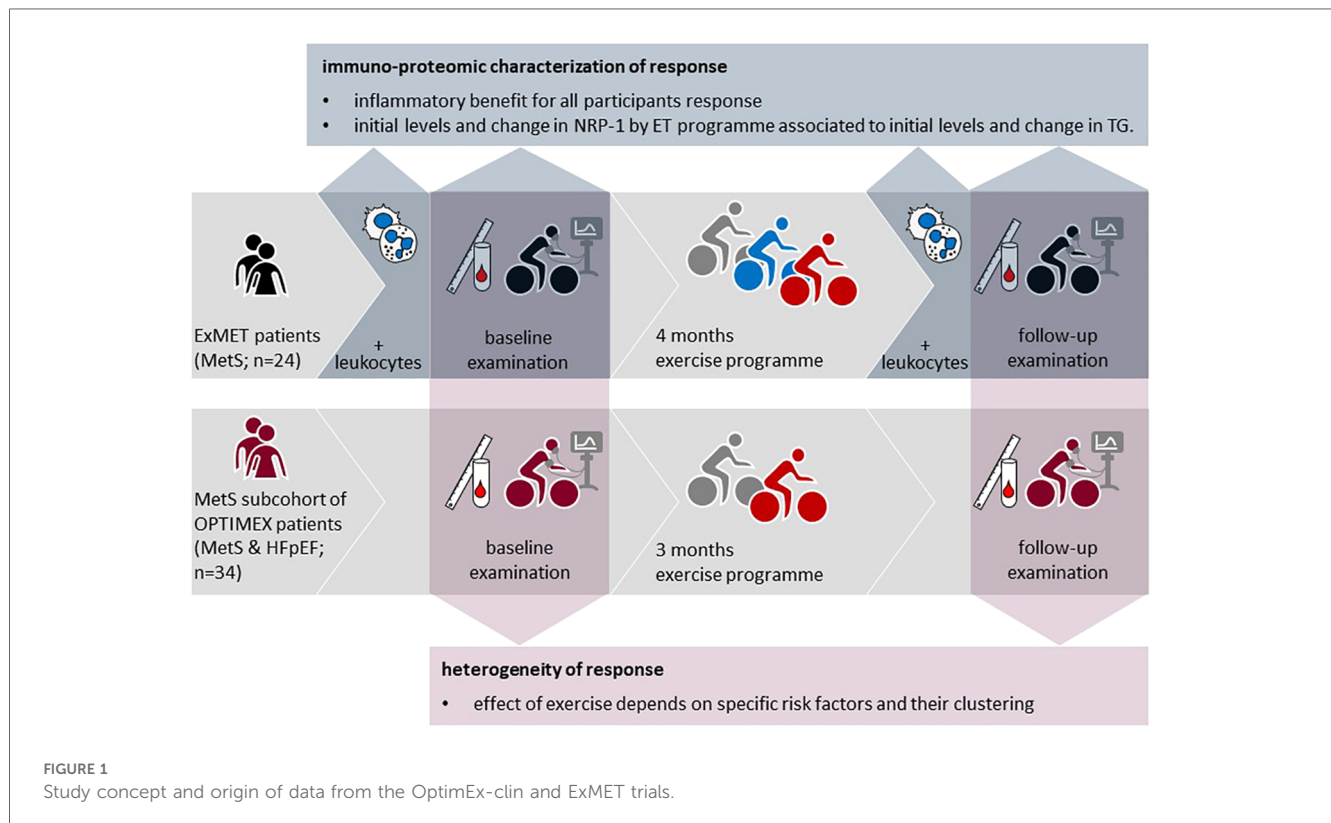 immuno-proteomic characterization of response
• inflammatory benefit for all participants response
• initial levels and change in NRP-1 by ET programme associated to initial levels and change in TG.
ExMET patients
(MetS; n=24)
+
leukocytes
baseline
examination
4 months
exercise programme
+
leukocytes
follow-up
examination
MetS subcohort of
OPTIMEX patients
(MetS & HFpEF;
n=34)
baseline
examination
3 months
exercise programme
follow-up
examination
heterogeneity of response
• effect of exercise depends on specific risk factors and their clustering
FIGURE 1
Study concept and origin of data from the OptimEx-clin and ExMET trials.